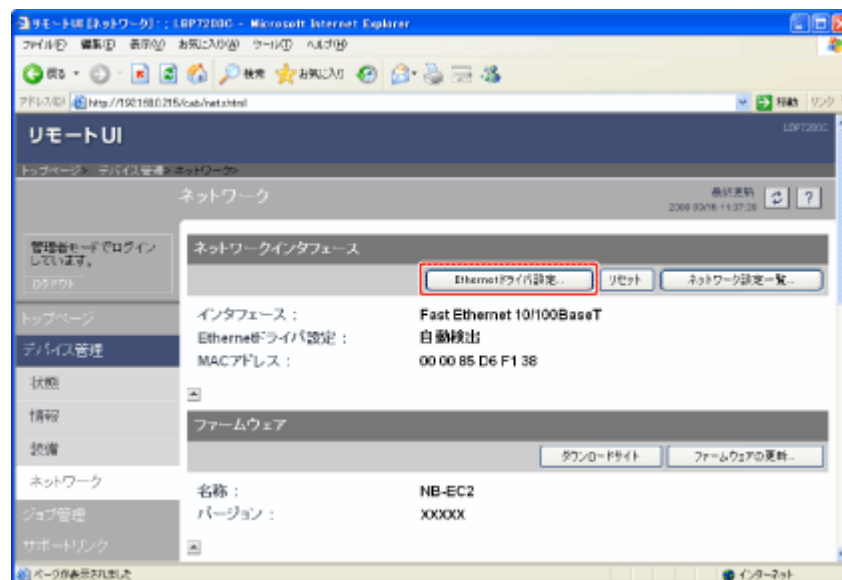 リモートUI [ネットワーク] : : LBP7200C - Microsoft Internet Explorer
ファイル(F) 編集(E) 表示(V) お気に入り(A) ツール(T) ヘルプ(H)
戻る 検索 お気に入り
アドレス(D) http://192.168.0.215/cab/net.shtml 移動 リンク
リモートUI LBP7200C
トップページ> デバイス管理> ネットワーク>
ネットワーク 最終更新
管理者モードでログイン
しています。
ログアウト
トップページ
デバイス管理
状態
情報
装備
ネットワーク
ジョブ管理
サポートリンク
ネットワークインタフェース
Ethernetドライバ設定... リセット ネットワーク設定一覧...
インタフェース : Fast Ethernet 10/100BaseT
Ethernetドライバ設定 : 自動検出
MACアドレス : 00 00 85 D6 F1 38
ファームウェア
ダウンロードサイト ファームウェアの更新...
名称 : NB-EC2
バージョン : XXXXX
ページが表示されました インターネット